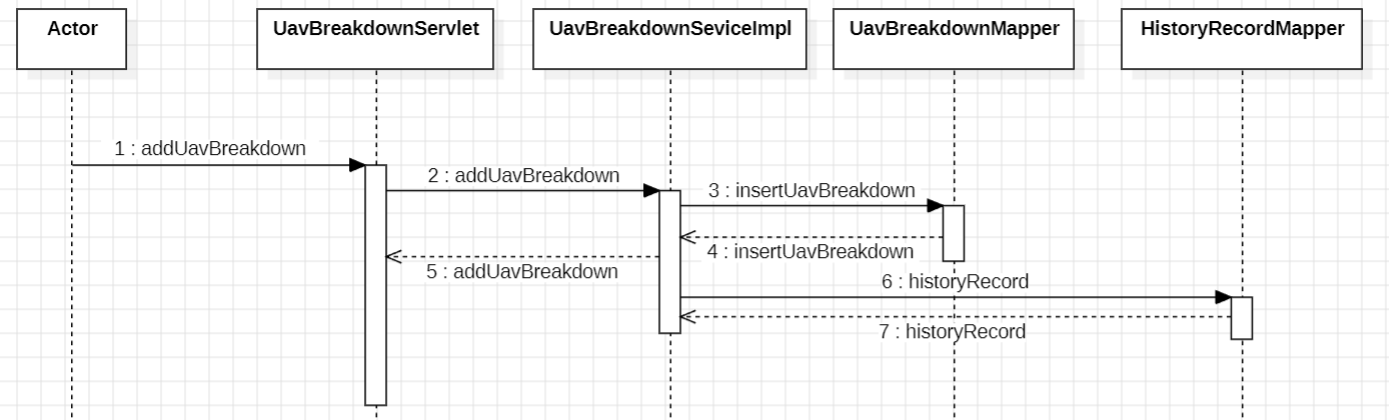 Actor
UavBreakdownServlet
UavBreakdownSeviceImpl
UavBreakdownMapper
HistoryRecordMapper
1 : addUavBreakdown
2 : addUavBreakdown
3 : insertUavBreakdown
4 : insertUavBreakdown
5 : addUavBreakdown
6 : historyRecord
7 : historyRecord